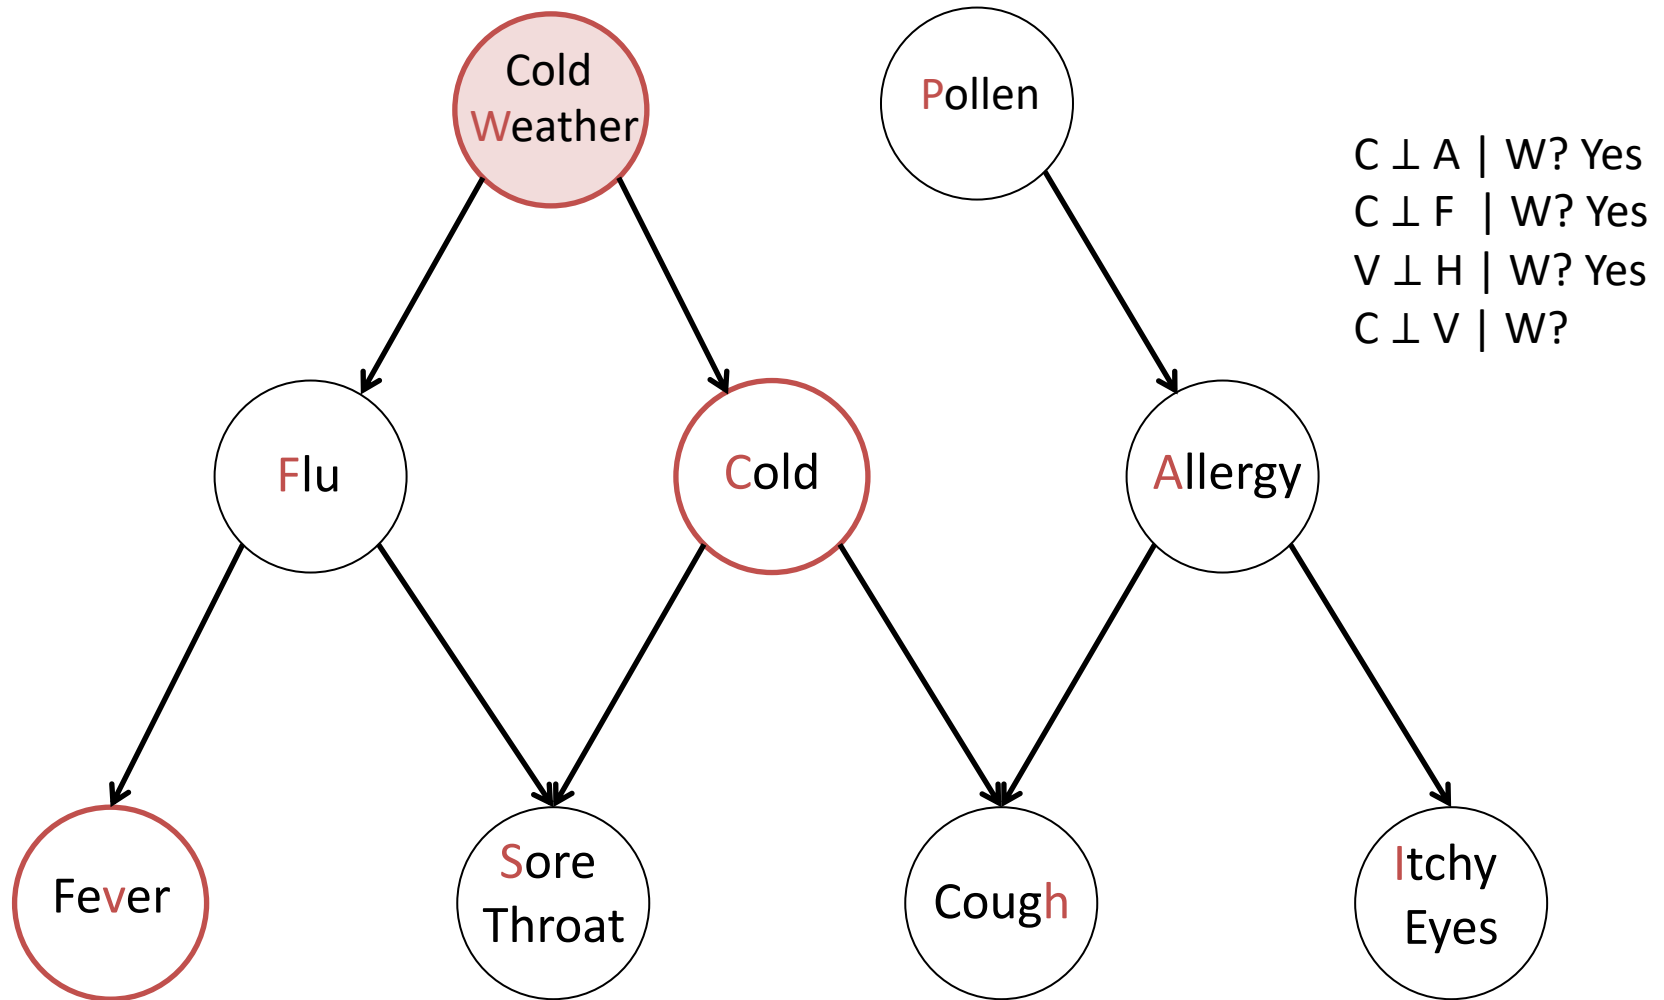 Cold
Weather
Pollen
C ⊥ A | W? Yes
C ⊥ F | W? Yes
V ⊥ H | W? Yes
C ⊥ V | W?
Flu
Cold
Allergy
Fever
Sore
Throat
Cough
Itchy
Eyes